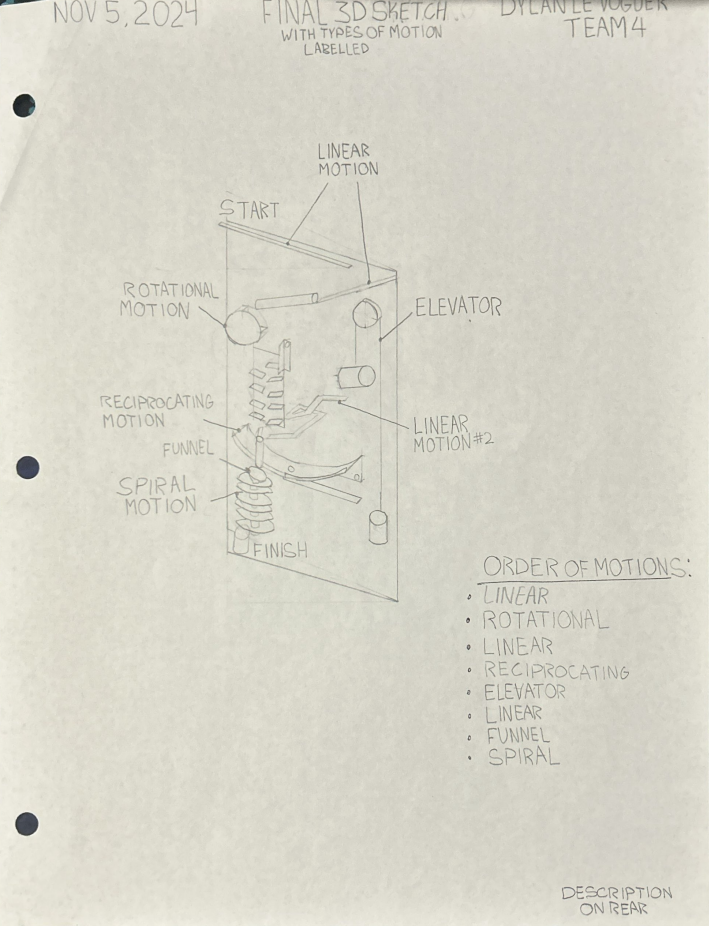 NOV 5, 2024
FINAL 3D SKETCH
WITH TYPES OF MOTION
LABELLED
DYLAN LE VOGUER
TEAM 4
LINEAR
MOTION
START
ROTATIONAL
MOTION
ELEVATOR
RECIPROCATING
MOTION
LINEAR
MOTION #2
FUNNEL
SPIRAL
MOTION
FINISH
ORDER OF MOTIONS:
• LINEAR
• ROTATIONAL
• LINEAR
• RECIPROCATING
• ELEVATOR
• LINEAR
• FUNNEL
• SPIRAL
DESCRIPTION
ON REAR